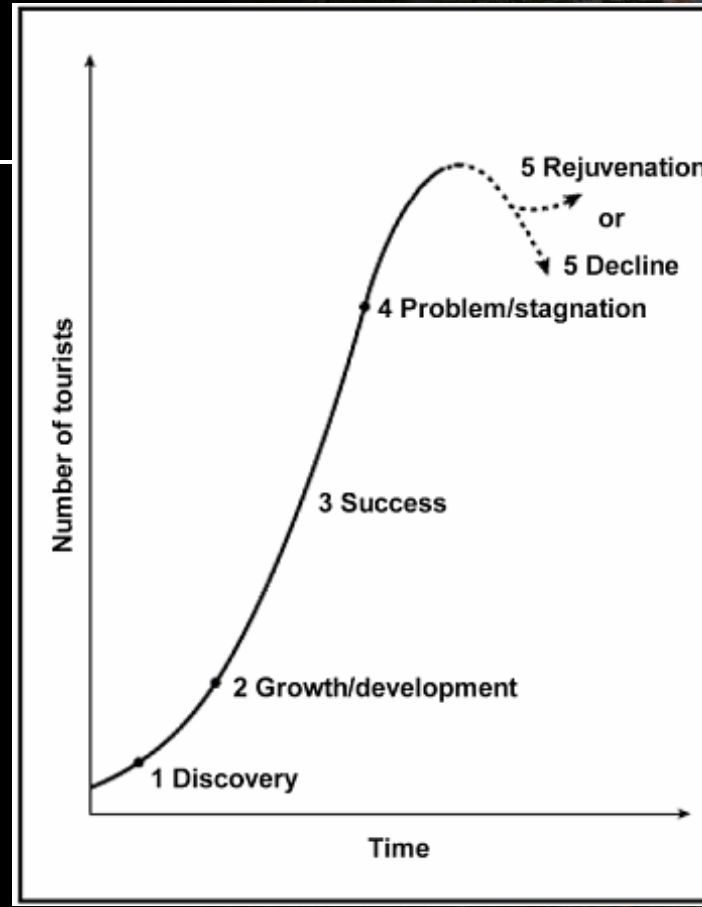 5 Rejuvenation
or
5 Decline
4 Problem/stagnation
Number of tourists
3 Success
2 Growth/development
1 Discovery
Time